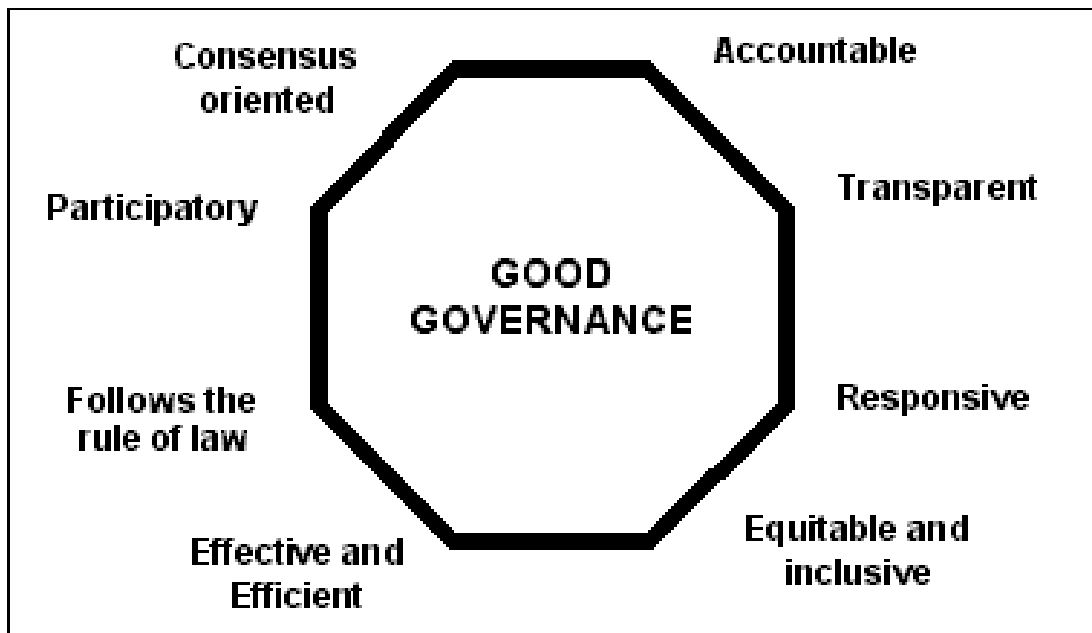 Consensus
oriented
Accountable
Participatory
Transparent
GOOD
GOVERNANCE
Follows the
rule of law
Responsive
Effective and
Efficient
Equitable and
inclusive